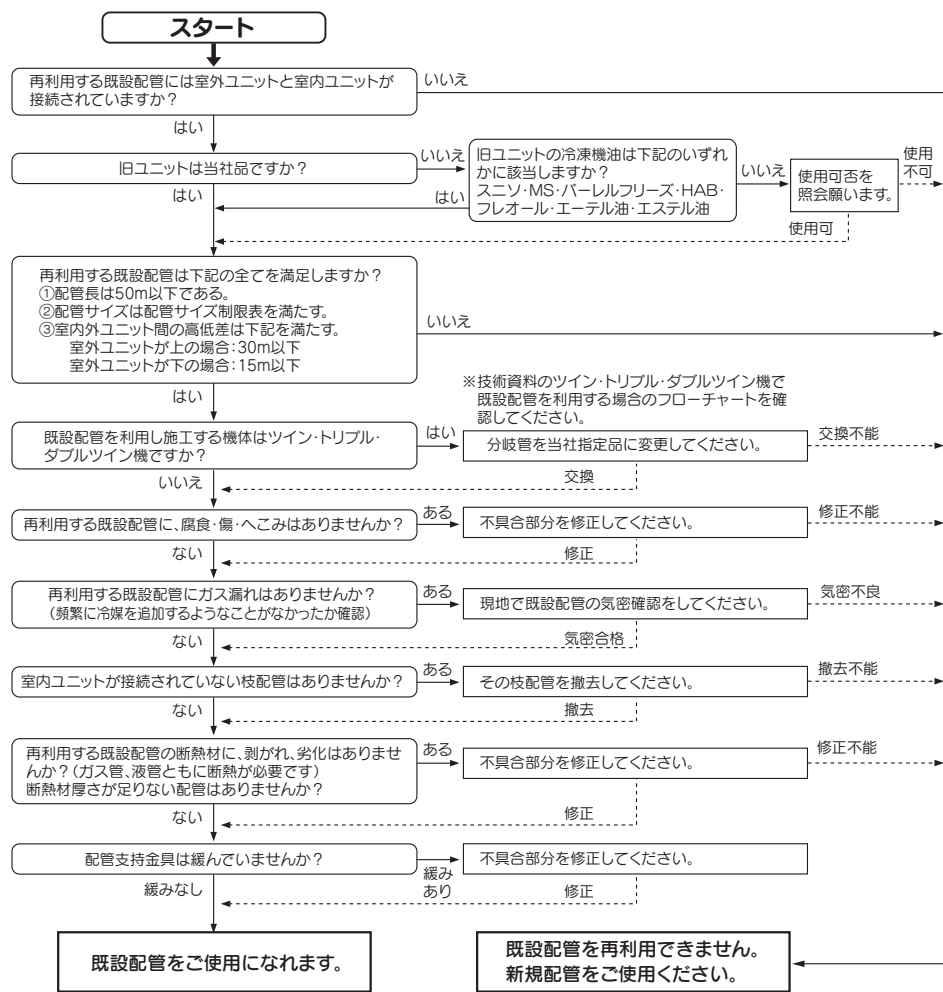 スタート
再利用する既設配管には室外ユニットと室内ユニットが
接続されていますか？
いいえ
はい
旧ユニットは当社品ですか？
いいえ
はい
旧ユニットの冷凍機油は下記のいずれ
かに該当しますか？
スニソ・MS・バーレルフリーズ・HAB・
フレオール・エーテル油・エステル油
いいえ
はい
使用可否を
照会願います。
使用
不可
使用可
再利用する既設配管は下記の全てを満足しますか？
①配管長は50m以下である。
②配管サイズは配管サイズ制限表を満たす。
③室内外ユニット間の高低差は下記を満たす。
室外ユニットが上の場合：30m以下
室外ユニットが下の場合：15m以下
いいえ
はい
※技術資料のツイン・トリプル・ダブルツイン機で
既設配管を利用する場合のフローチャートを確
認してください。
既設配管を利用し施工する機体はツイン・トリプル・
ダブルツイン機ですか？
はい
分岐管を当社指定品に変更してください。
交換不能
いいえ
交換
再利用する既設配管に、腐食・傷・へこみはありませんか？
ある
不具合部分を修正してください。
修正不能
ない
修正
再利用する既設配管にガス漏れはありませんか？
（頻繁に冷媒を追加するようなことがなかったか確認）
ある
現地で既設配管の気密確認をしてください。
気密不良
ない
気密合格
室内ユニットが接続されていない枝配管はありませんか？
ある
その枝配管を撤去してください。
撤去不能
ない
撤去
再利用する既設配管の断熱材に、剥がれ、劣化はありませ
んか？（ガス管、液管ともに断熱が必要です）
断熱材厚さが足りない配管はありませんか？
ある
不具合部分を修正してください。
修正不能
ない
修正
配管支持金具は緩んでいませんか？
緩み
あり
不具合部分を修正してください。
緩みなし
修正
既設配管をご使用になれます。
既設配管を再利用できません。
新規配管をご使用ください。